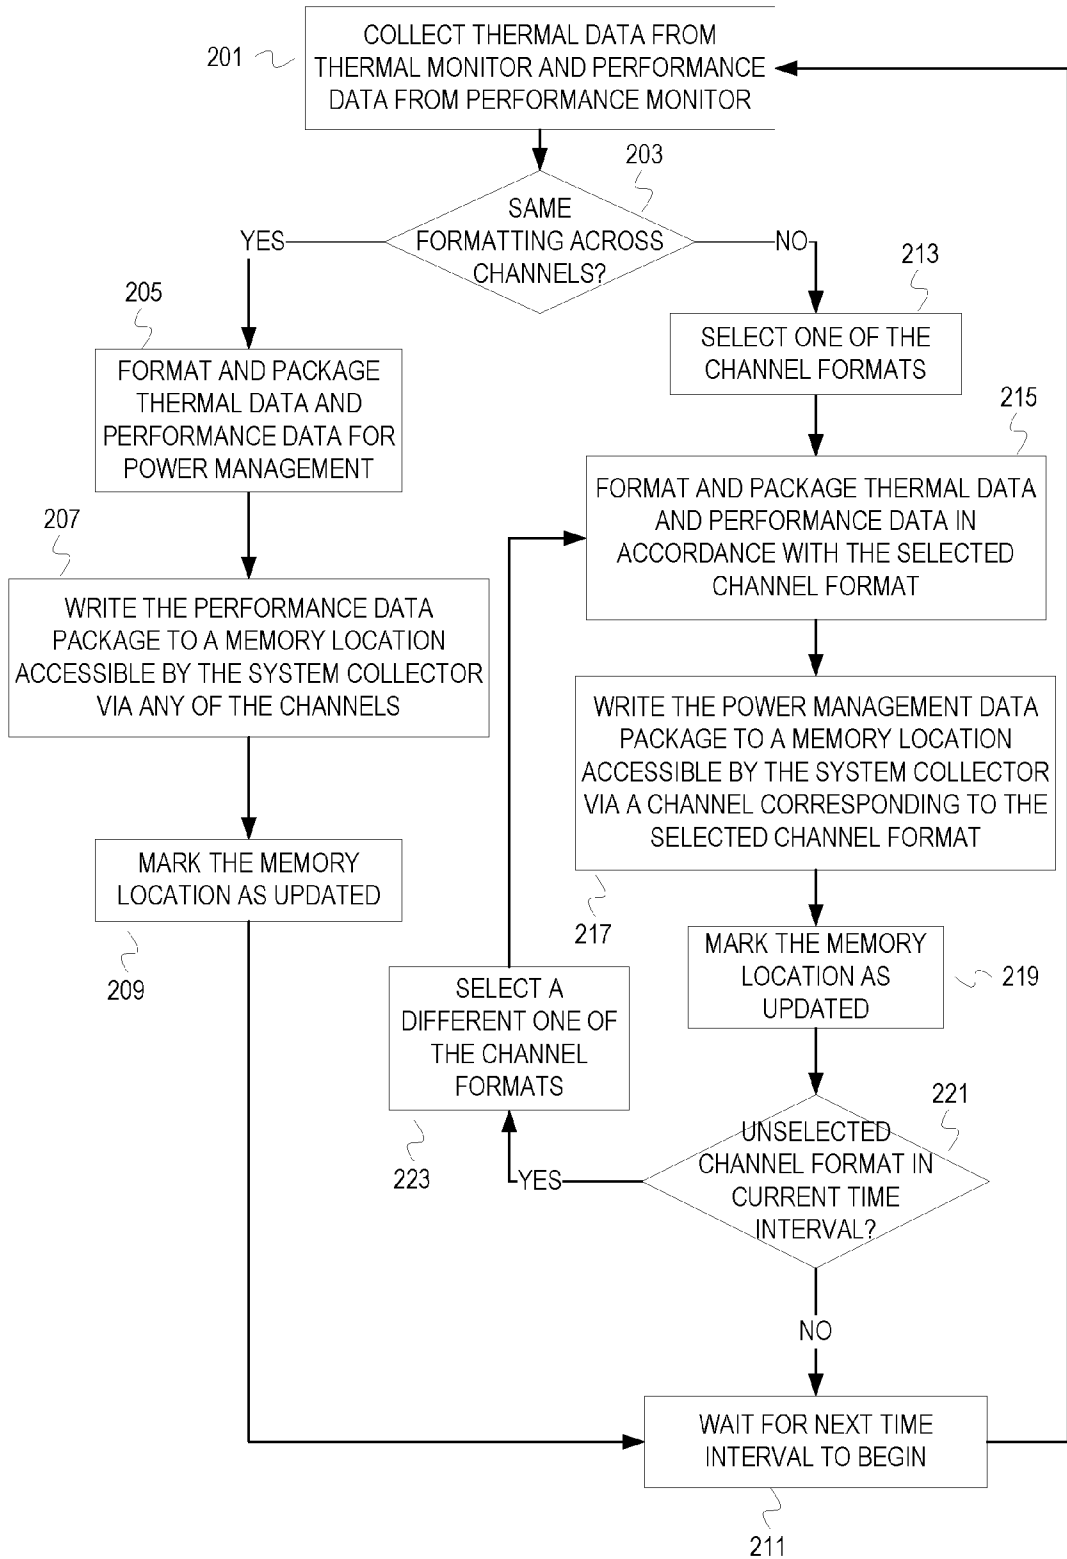 COLLECT THERMAL DATA FROM
THERMAL MONITOR AND PERFORMANCE
DATA FROM PERFORMANCE MONITOR
201
203
SAME
FORMATTING ACROSS
CHANNELS?
YES
NO
205
FORMAT AND PACKAGE
THERMAL DATA AND
PERFORMANCE DATA FOR
POWER MANAGEMENT
207
WRITE THE PERFORMANCE DATA
PACKAGE TO A MEMORY LOCATION
ACCESSIBLE BY THE SYSTEM COLLECTOR
VIA ANY OF THE CHANNELS
MARK THE MEMORY
LOCATION AS UPDATED
209
213
SELECT ONE OF THE
CHANNEL FORMATS
215
FORMAT AND PACKAGE THERMAL DATA
AND PERFORMANCE DATA IN
ACCORDANCE WITH THE SELECTED
CHANNEL FORMAT
WRITE THE POWER MANAGEMENT DATA
PACKAGE TO A MEMORY LOCATION
ACCESSIBLE BY THE SYSTEM COLLECTOR
VIA A CHANNEL CORRESPONDING TO THE
SELECTED CHANNEL FORMAT
217
MARK THE MEMORY
LOCATION AS
UPDATED
219
221
UNSELECTED
CHANNEL FORMAT IN
CURRENT TIME
INTERVAL?
YES
SELECT A
DIFFERENT ONE OF
THE CHANNEL
FORMATS
223
NO
WAIT FOR NEXT TIME
INTERVAL TO BEGIN
211